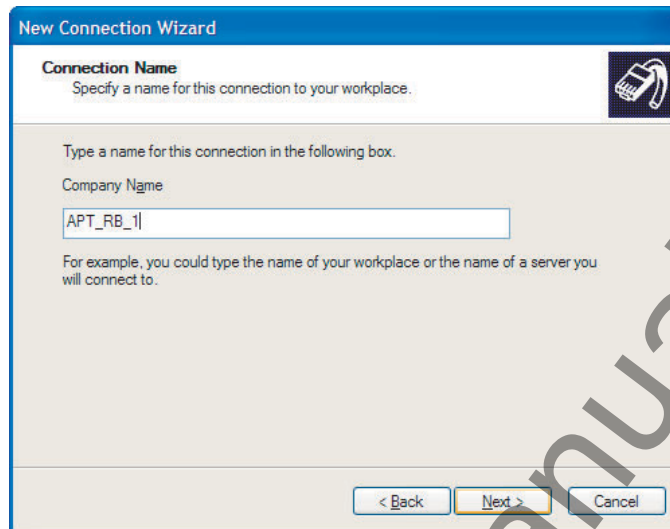 New Connection Wizard
Connection Name
Specify a name for this connection to your workplace.
Type a name for this connection in the following box.
Company Name
APT_RB_1
For example, you could type the name of your workplace or the name of a server you
will connect to.
< Back Next > Cancel